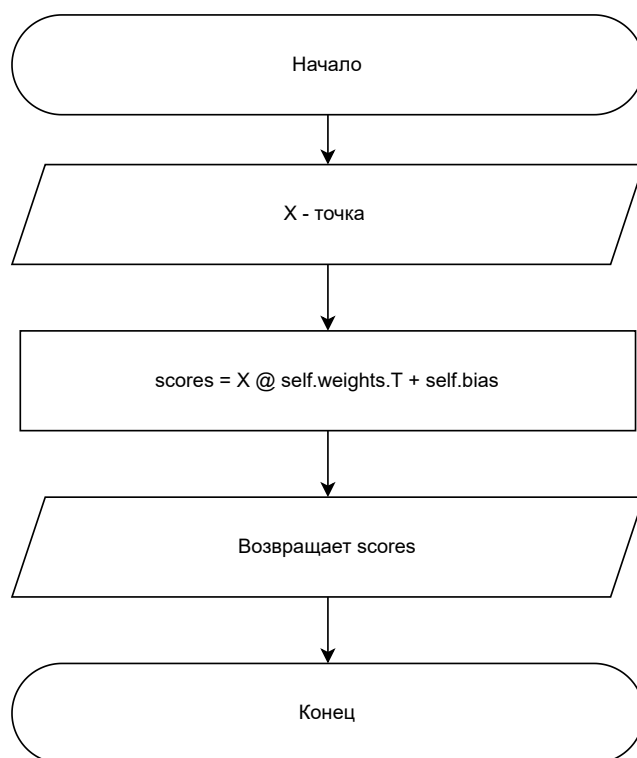 Начало
X - точка
scores = X @ self.weights.T + self.bias
Возвращает scores
Конец